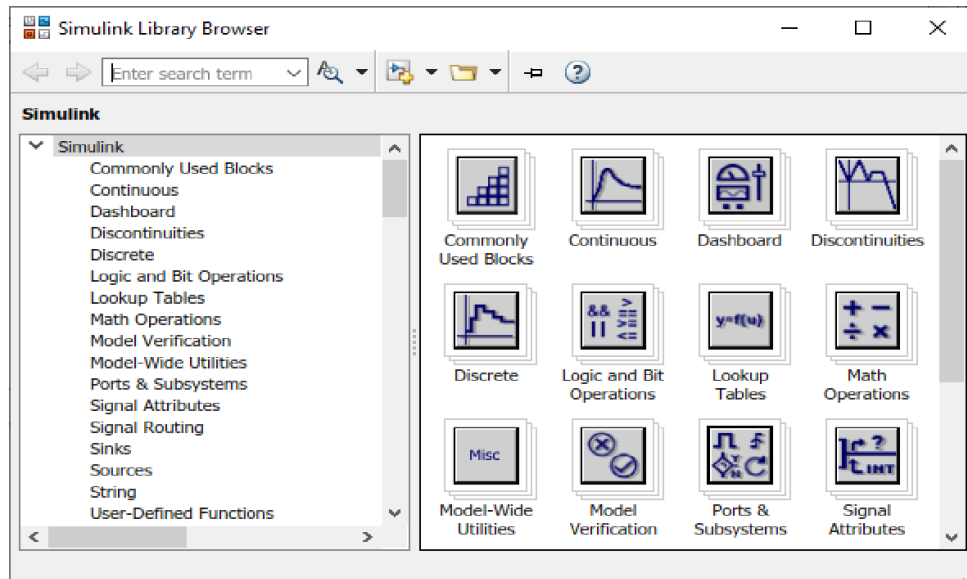 Simulink Library Browser
Enter search term
Simulink
Simulink
Commonly Used Blocks
Continuous
Dashboard
Discontinuities
Discrete
Logic and Bit Operations
Lookup Tables
Math Operations
Model Verification
Model-Wide Utilities
Ports & Subsystems
Signal Attributes
Signal Routing
Sinks
Sources
String
User-Defined Functions
Commonly
Used Blocks
Continuous
Dashboard
Discontinuities
&& >
|| ==
>=
<=
y=f(u)
+ −
÷ ×
Discrete
Logic and Bit
Operations
Lookup
Tables
Math
Operations
Misc
Y
N
?
INT
Model-Wide
Utilities
Model
Verification
Ports &
Subsystems
Signal
Attributes